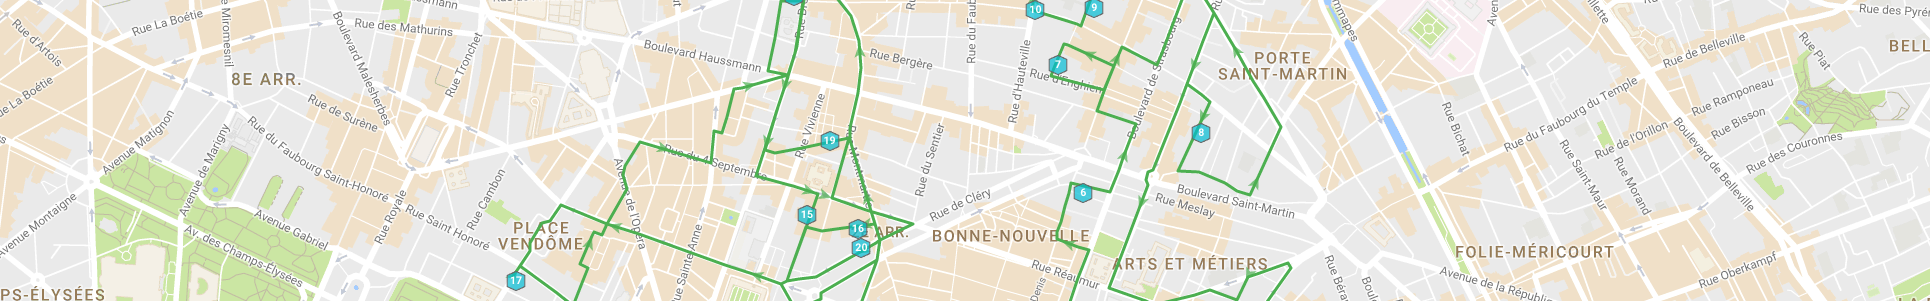 Rue La Boétie
Rue des Mathurins
Rue d'Artois
Rue Miromesnil
Boulevard Malesherbes
Rue Tronchet
8E ARR.
Boulevard Haussmann
Rue de Surène
Avenue Matignon
Avenue de Marigny
Rue du Faubourg Saint-Honoré
Rue Royale
Rue Saint Honoré
Rue Cambon
Avenue Gabriel
Av. des Champs-Élysées
Avenue Montaigne
PS-ÉLYSÉES
PLACE
VENDÔME
17
Avenue de l'Opéra
Rue du 4 Septembre
Rue Sainte-Anne
Rue Vivienne
Rue Montmartre
19
15
16
20
ARR.
Rue Bergère
Rue du Faub
Rue d'Hauteville
Rue d'Enghien
Rue du Sentier
Rue de Cléry
BONNE-NOUVELLE
Rue Réaumur
Denis
10
9
7
6
8
Boulevard de Strasbourg
PORTE
SAINT-MARTIN
Boulevard Saint-Martin
Rue Meslay
ARTS ET MÉTIERS
mmapes
Rue Bichat
Rue du Faubourg du Temple
Rue de Belleville
Rue Piat
BELL
Rue des Pyré
Rue Ramponeau
Rue Bisson
Rue de l'Orillon
Rue des Couronnes
Boulevard de Belleville
Rue Saint-Maur
Rue Morand
FOLIE-MÉRICOURT
Rue Oberkampf
Avenue de la République
Rue Béra